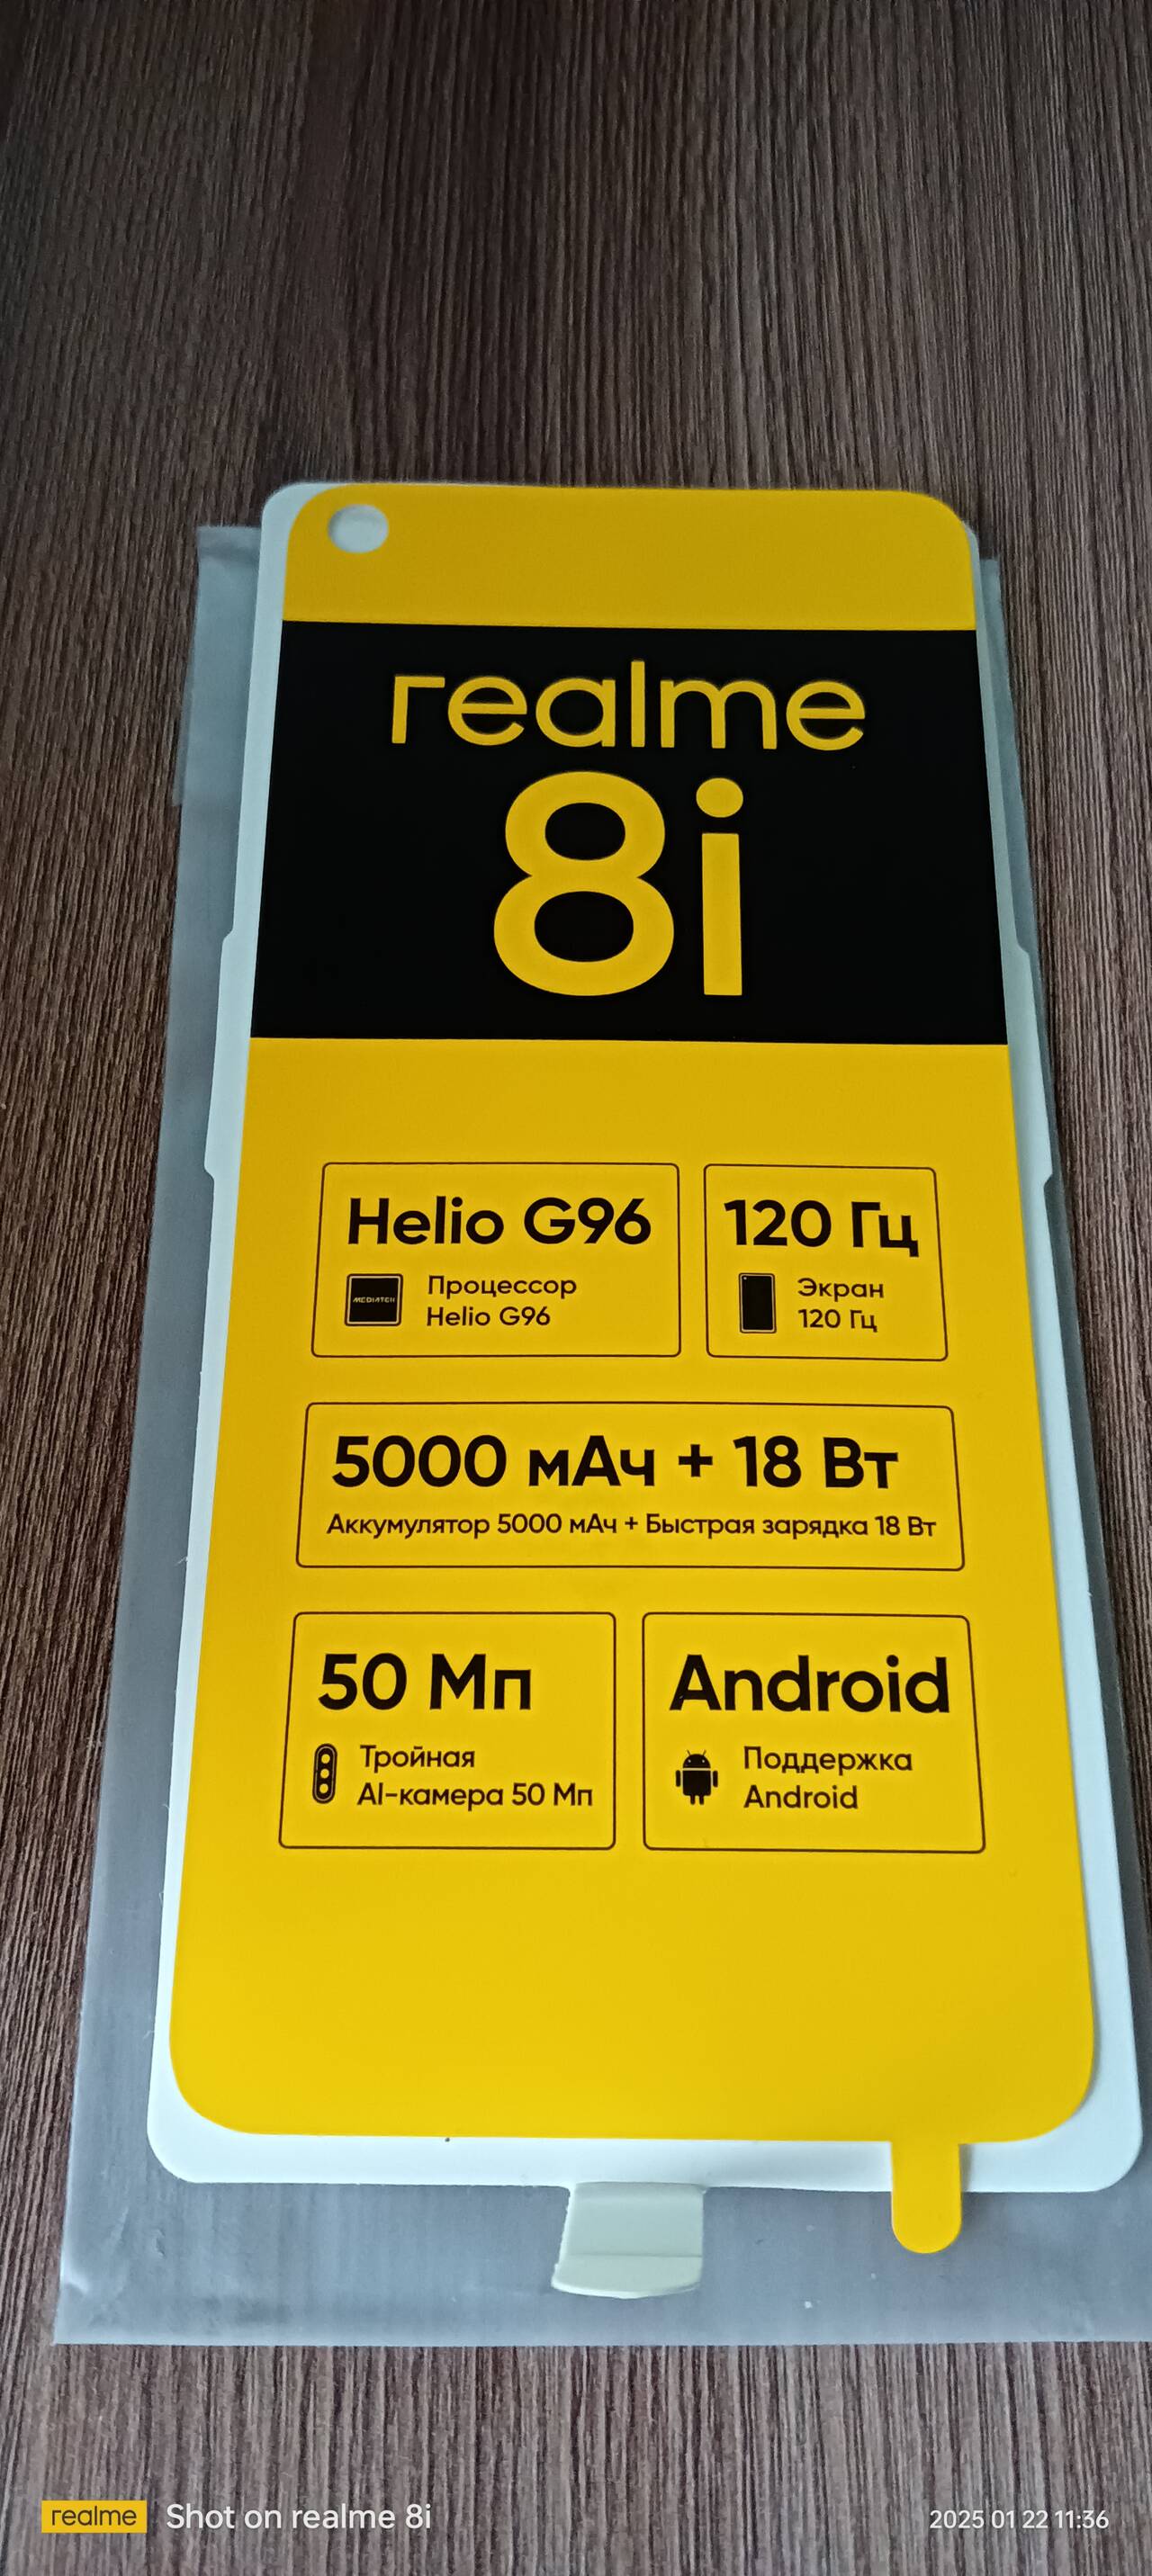 realme
8i
Helio G96
120 Гц
MEDIATEK
Процессор
Helio G96
Экран
120 Гц
5000 мАч + 18 Вт
Аккумулятор 5000 мАч + Быстрая зарядка 18 Вт
50 Мп
Android
Тройная
AI-камера 50 Мп
Поддержка
Android
realme Shot on realme 8i
2025 01 22 11:36